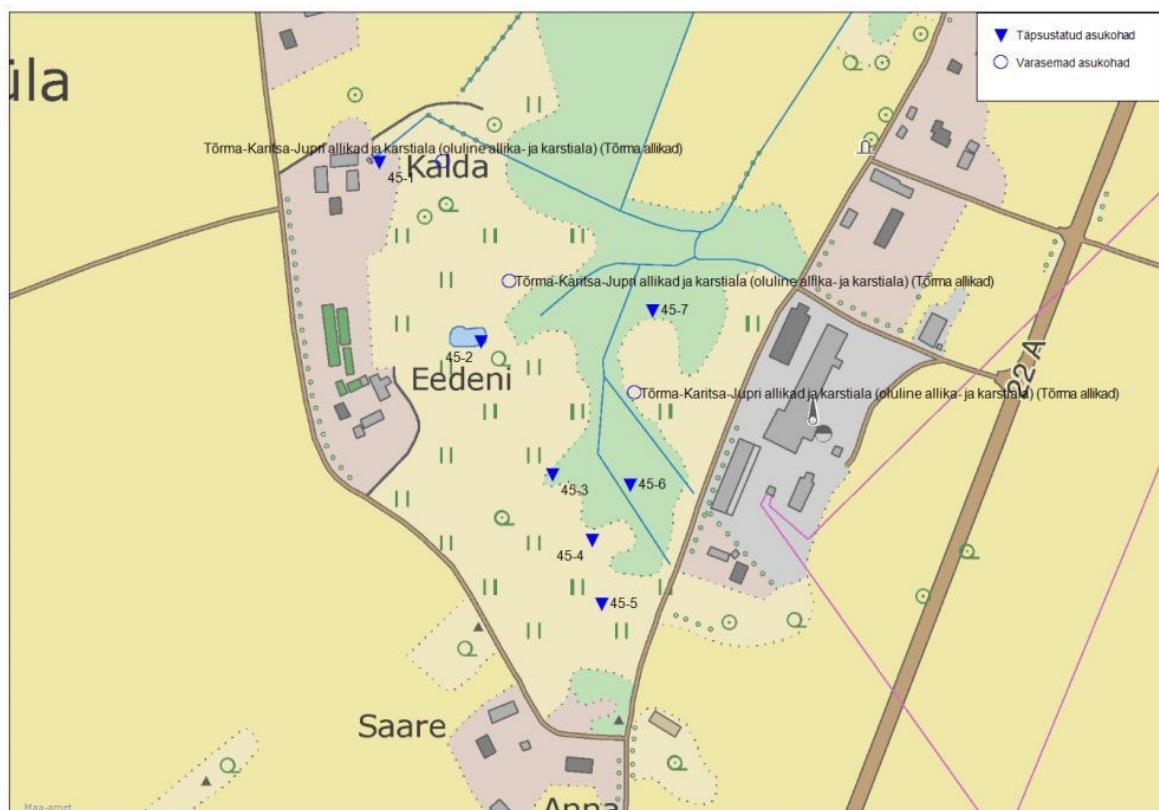 Täpsustatud asukohad
Varasemad asukohad
üla
Tõrma-Karitsa-Jupri allikad ja karstiala (oluline allika- ja karstiala) (Tõrma allikad)
Kalda
45-1
Tõrma-Karitsa-Jupri allikad ja karstiala (oluline allika- ja karstiala) (Tõrma allikad)
45-7
45-2
Eedeni
22 A
Tõrma-Karitsa-Jupri allikad ja karstiala (oluline allika- ja karstiala) (Tõrma allikad)
45-3
45-6
45-4
45-5
Saare
Anna
Maa-amet